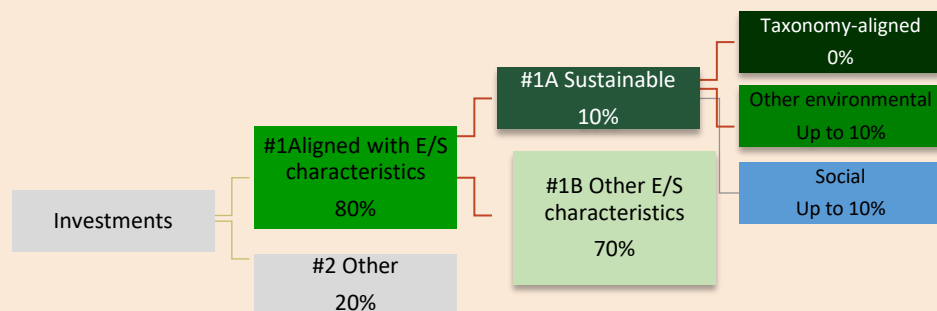 Investments
#1Aligned with E/S
characteristics
80%
#2 Other
20%
#1A Sustainable
10%
#1B Other E/S
characteristics
70%
Taxonomy-aligned
0%
Other environmental
Up to 10%
Social
Up to 10%